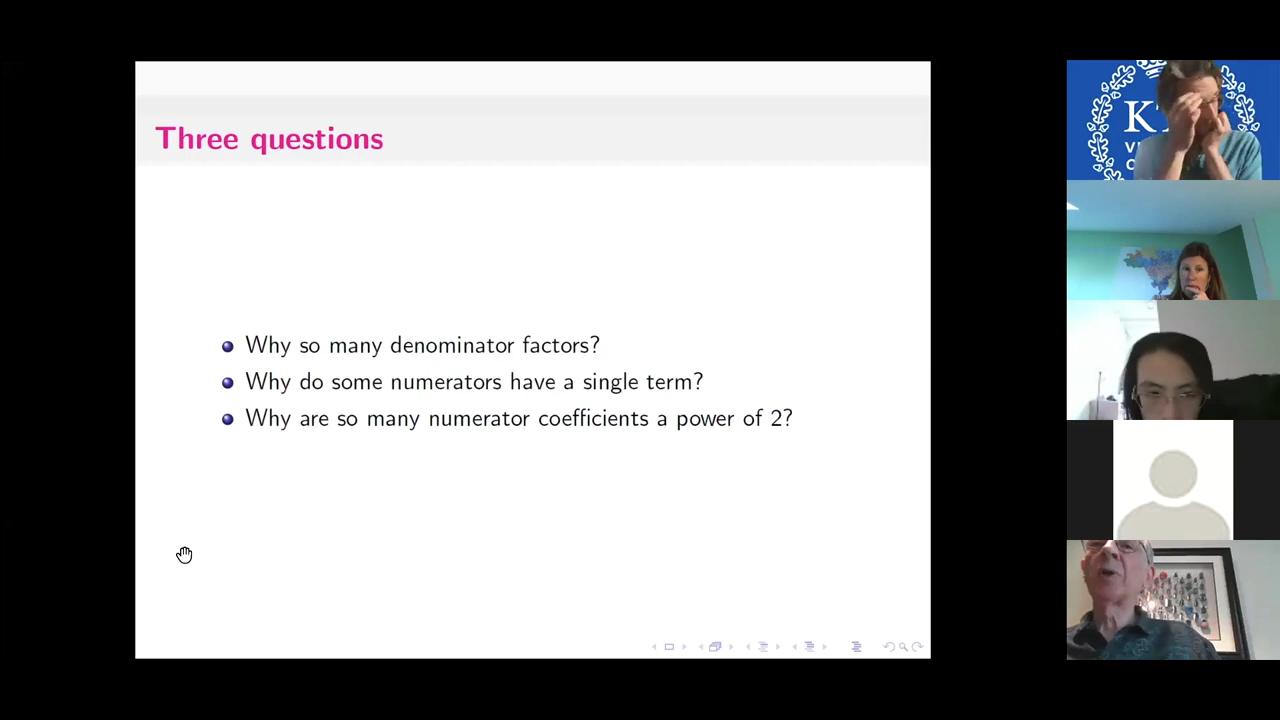 Three questions
Why so many denominator factors?
Why do some numerators have a single term?
Why are so many numerator coefficients a power of 2?